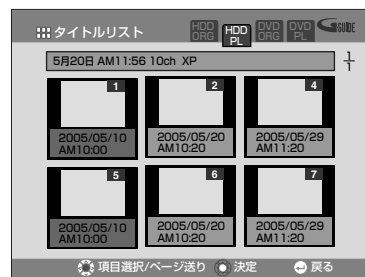 タイトルリスト
HDD ORG
HDD PL
DVD ORG
DVD PL
GGUIDE
5月20日 AM11:56 10ch XP
1/1
1
2
4
2005/05/10 AM10:00
2005/05/20 AM10:20
2005/05/29 AM11:20
5
6
7
2005/05/10 AM10:00
2005/05/20 AM10:20
2005/05/29 AM11:20
項目選択/ページ送り 決定 戻る